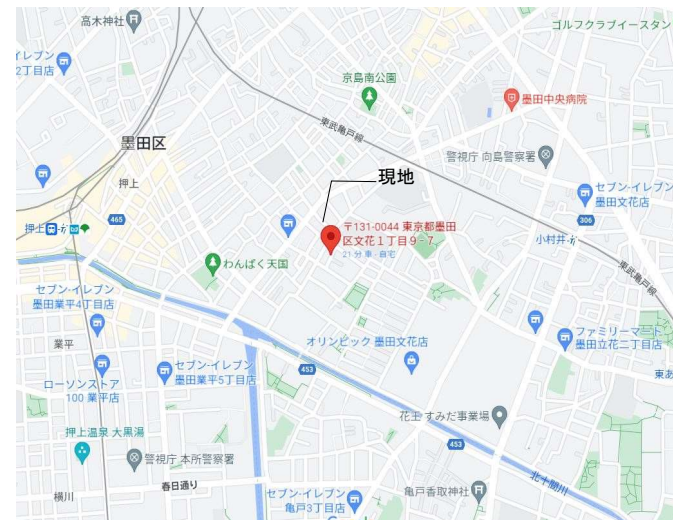 高木神社
ゴルフクラブイースタン
イレブン
2丁目店
京島南公園
墨田中央病院
東武亀戸線
墨田区
警視庁 向島警察署
押上
現地
セブン-イレブン
墨田文花店
465
306
〒131-0044 東京都墨田
区文花1丁目9-7
21 分 車 - 自宅
押上
小村井
わんぱく天国
東武亀戸線
セブン-イレブン
墨田業平4丁目店
オリンピック 墨田文花店
ファミリーマート
墨田立花二丁目店
業平
セブン-イレブン
墨田業平5丁目店
453
東あ
ローソンストア
100 業平店
花王 すみだ事業場
押上温泉 大黒湯
453
警視庁 本所警察署
北十間川
春日通り
横川
セブン-イレブン
亀戸3丁目店
亀戸香取神社